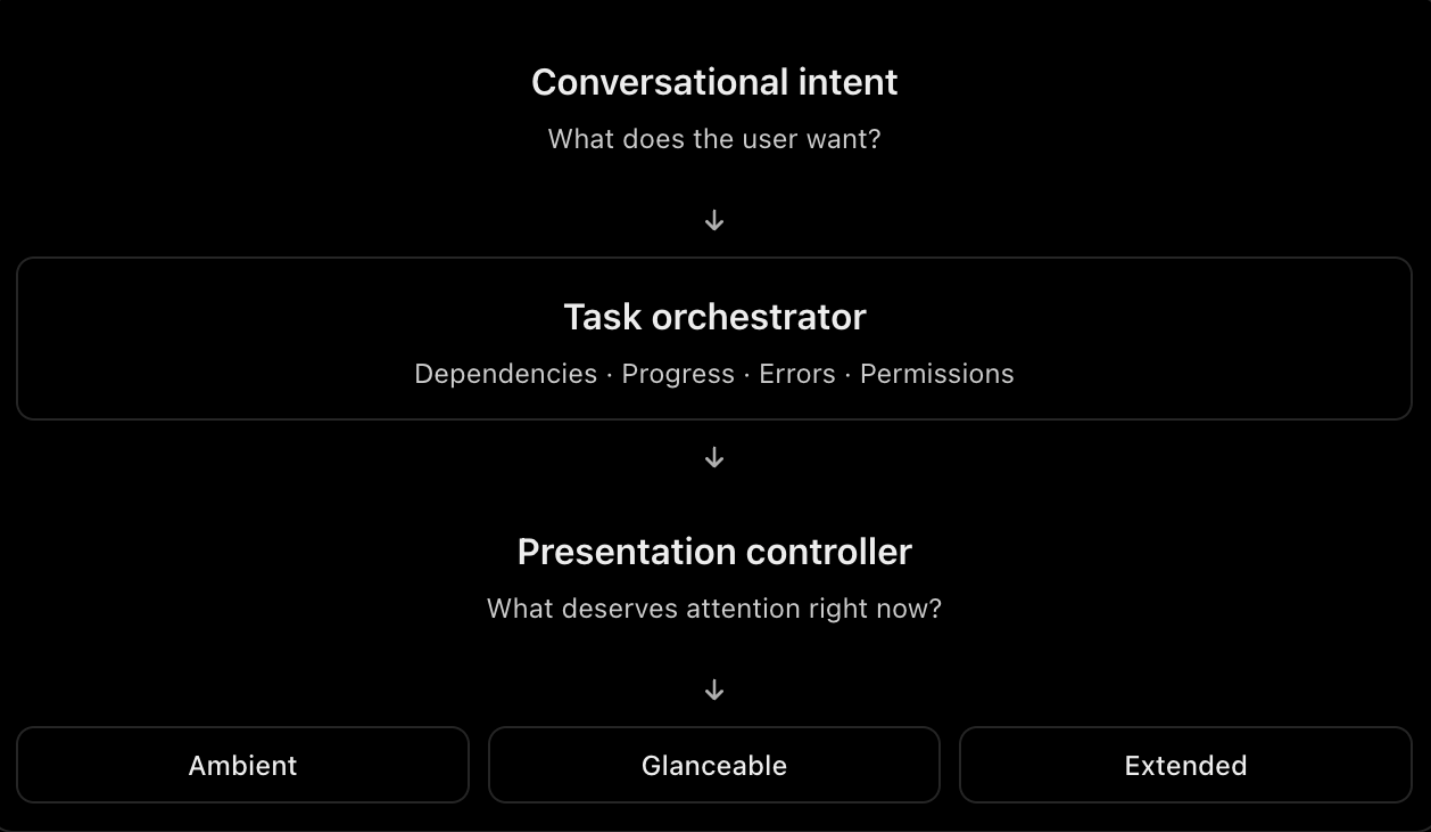 Conversational intent
What does the user want?
↓
Task orchestrator
Dependencies · Progress · Errors · Permissions
↓
Presentation controller
What deserves attention right now?
↓
Ambient
Glanceable
Extended